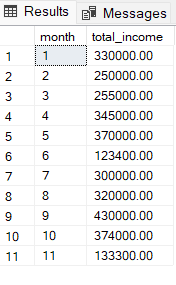 Results Messages
month total_income
1 1 330000.00
2 2 250000.00
3 3 255000.00
4 4 345000.00
5 5 370000.00
6 6 123400.00
7 7 300000.00
8 8 320000.00
9 9 430000.00
10 10 374000.00
11 11 133300.00